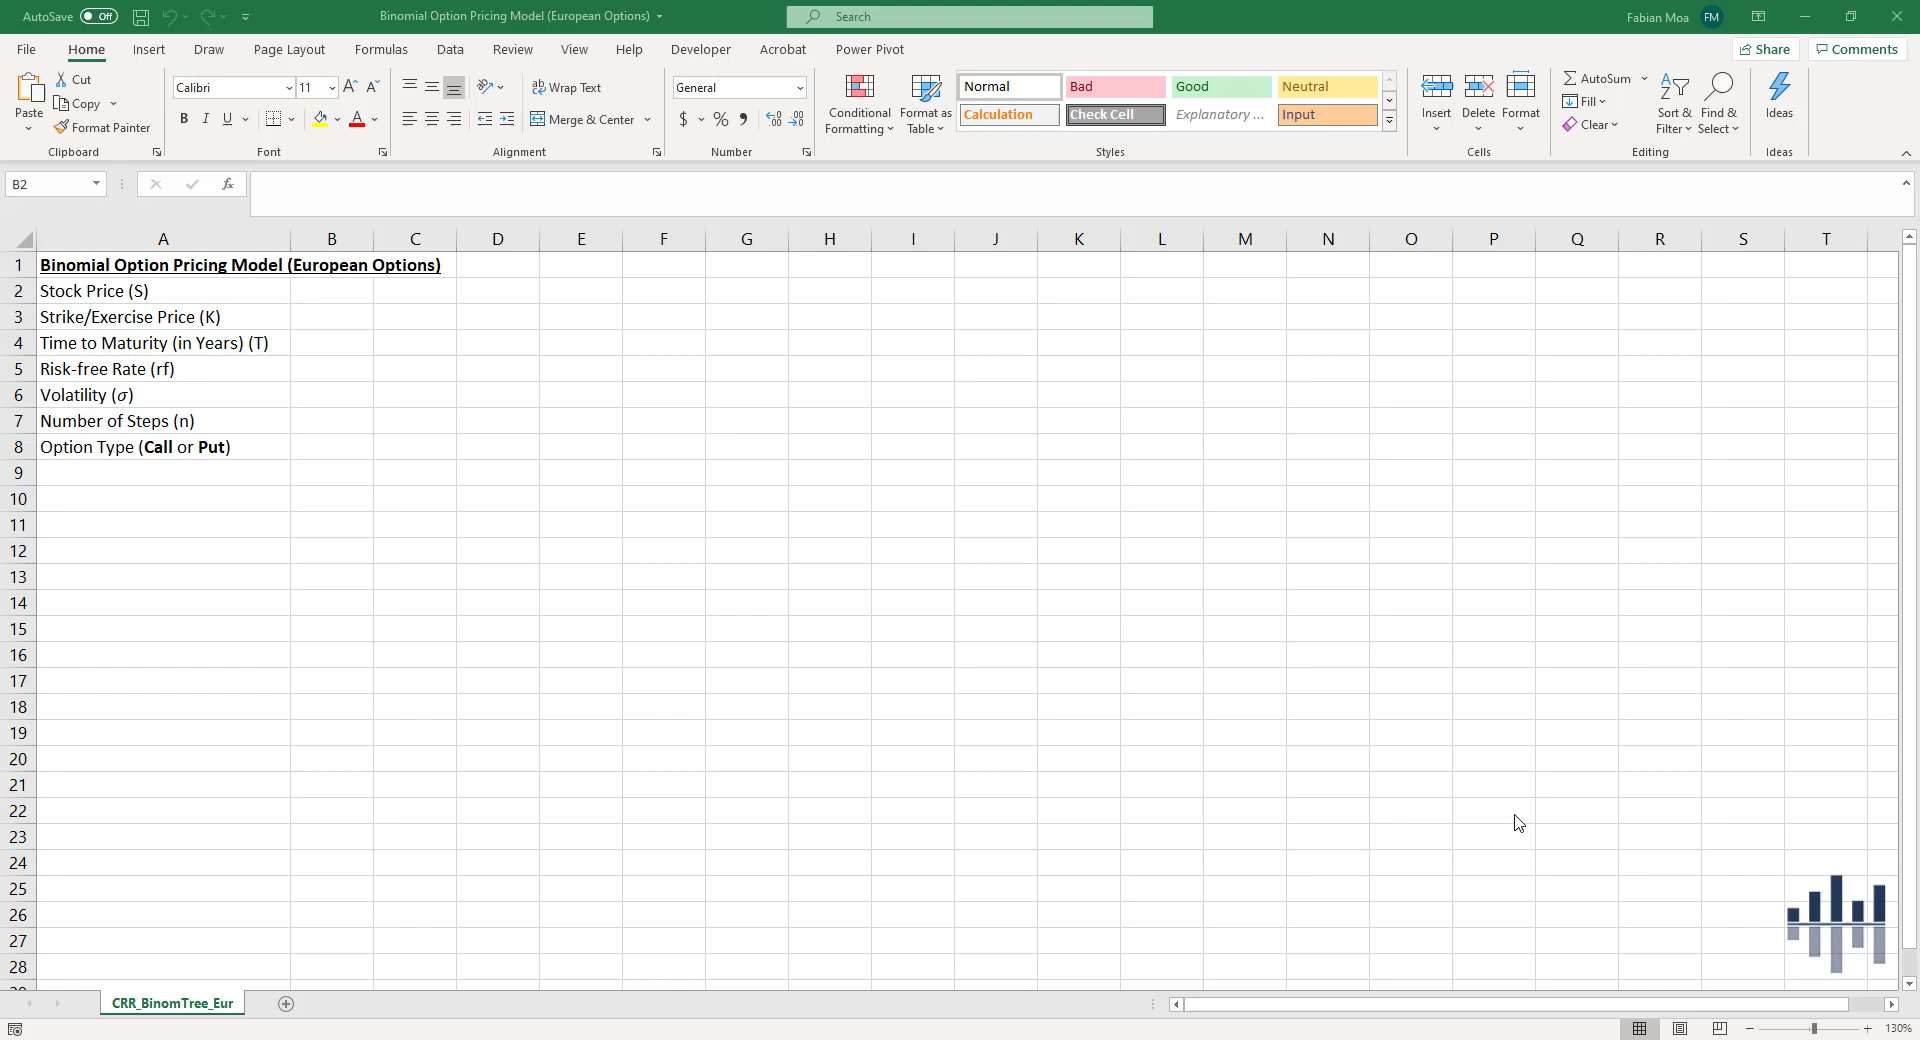 AutoSave Off
Binomial Option Pricing Model (European Options)
Search
Fabian Moa FM
File Home Insert Draw Page Layout Formulas Data Review View Help Developer Acrobat Power Pivot
Share Comments
Paste
Cut
Copy
Format Painter
Clipboard
Calibri 11
B I U
Font
Wrap Text
Merge & Center
Alignment
General
$ % 9
Number
Conditional Formatting
Format as Table
Normal Bad Good Neutral
Calculation Check Cell Explanatory ... Input
Styles
Insert Delete Format
Cells
AutoSum
Fill
Clear
Sort & Filter
Find & Select
Editing
Ideas
Ideas
B2
fx
A B C D E F G H I J K L M N O P Q R S T
1 Binomial Option Pricing Model (European Options)
2 Stock Price (S)
3 Strike/Exercise Price (K)
4 Time to Maturity (in Years) (T)
5 Risk-free Rate (rf)
6 Volatility (σ)
7 Number of Steps (n)
8 Option Type (Call or Put)
9
10
11
12
13
14
15
16
17
18
19
20
21
22
23
24
25
26
27
28
CRR_BinomTree_Eur
130%